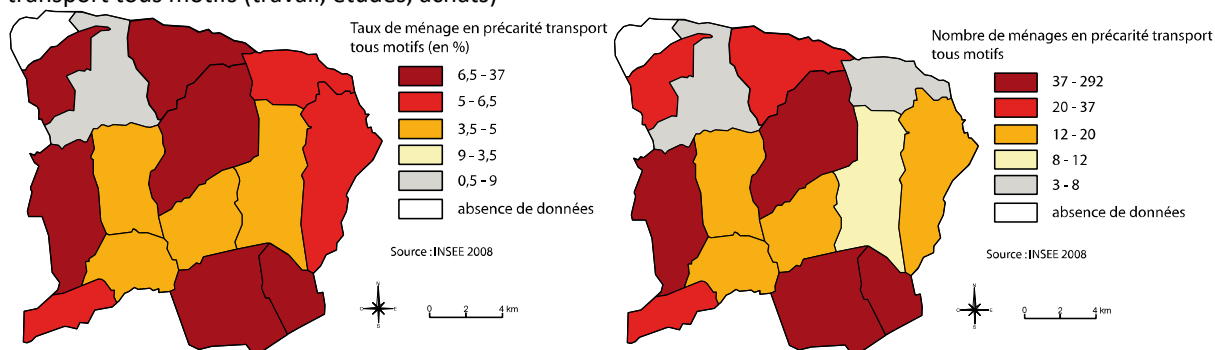 transport tous motifs (travail, études, achats)
Taux de ménage en précarité transport
tous motifs (en %)
6,5 - 37
5 - 6,5
3,5 - 5
9 - 3,5
0,5 - 9
absence de données
Source : INSEE 2008
0 2 4 km
Nombre de ménages en précarité transport
tous motifs
37 - 292
20 - 37
12 - 20
8 - 12
3 - 8
absence de données
Source : INSEE 2008
0 2 4 km